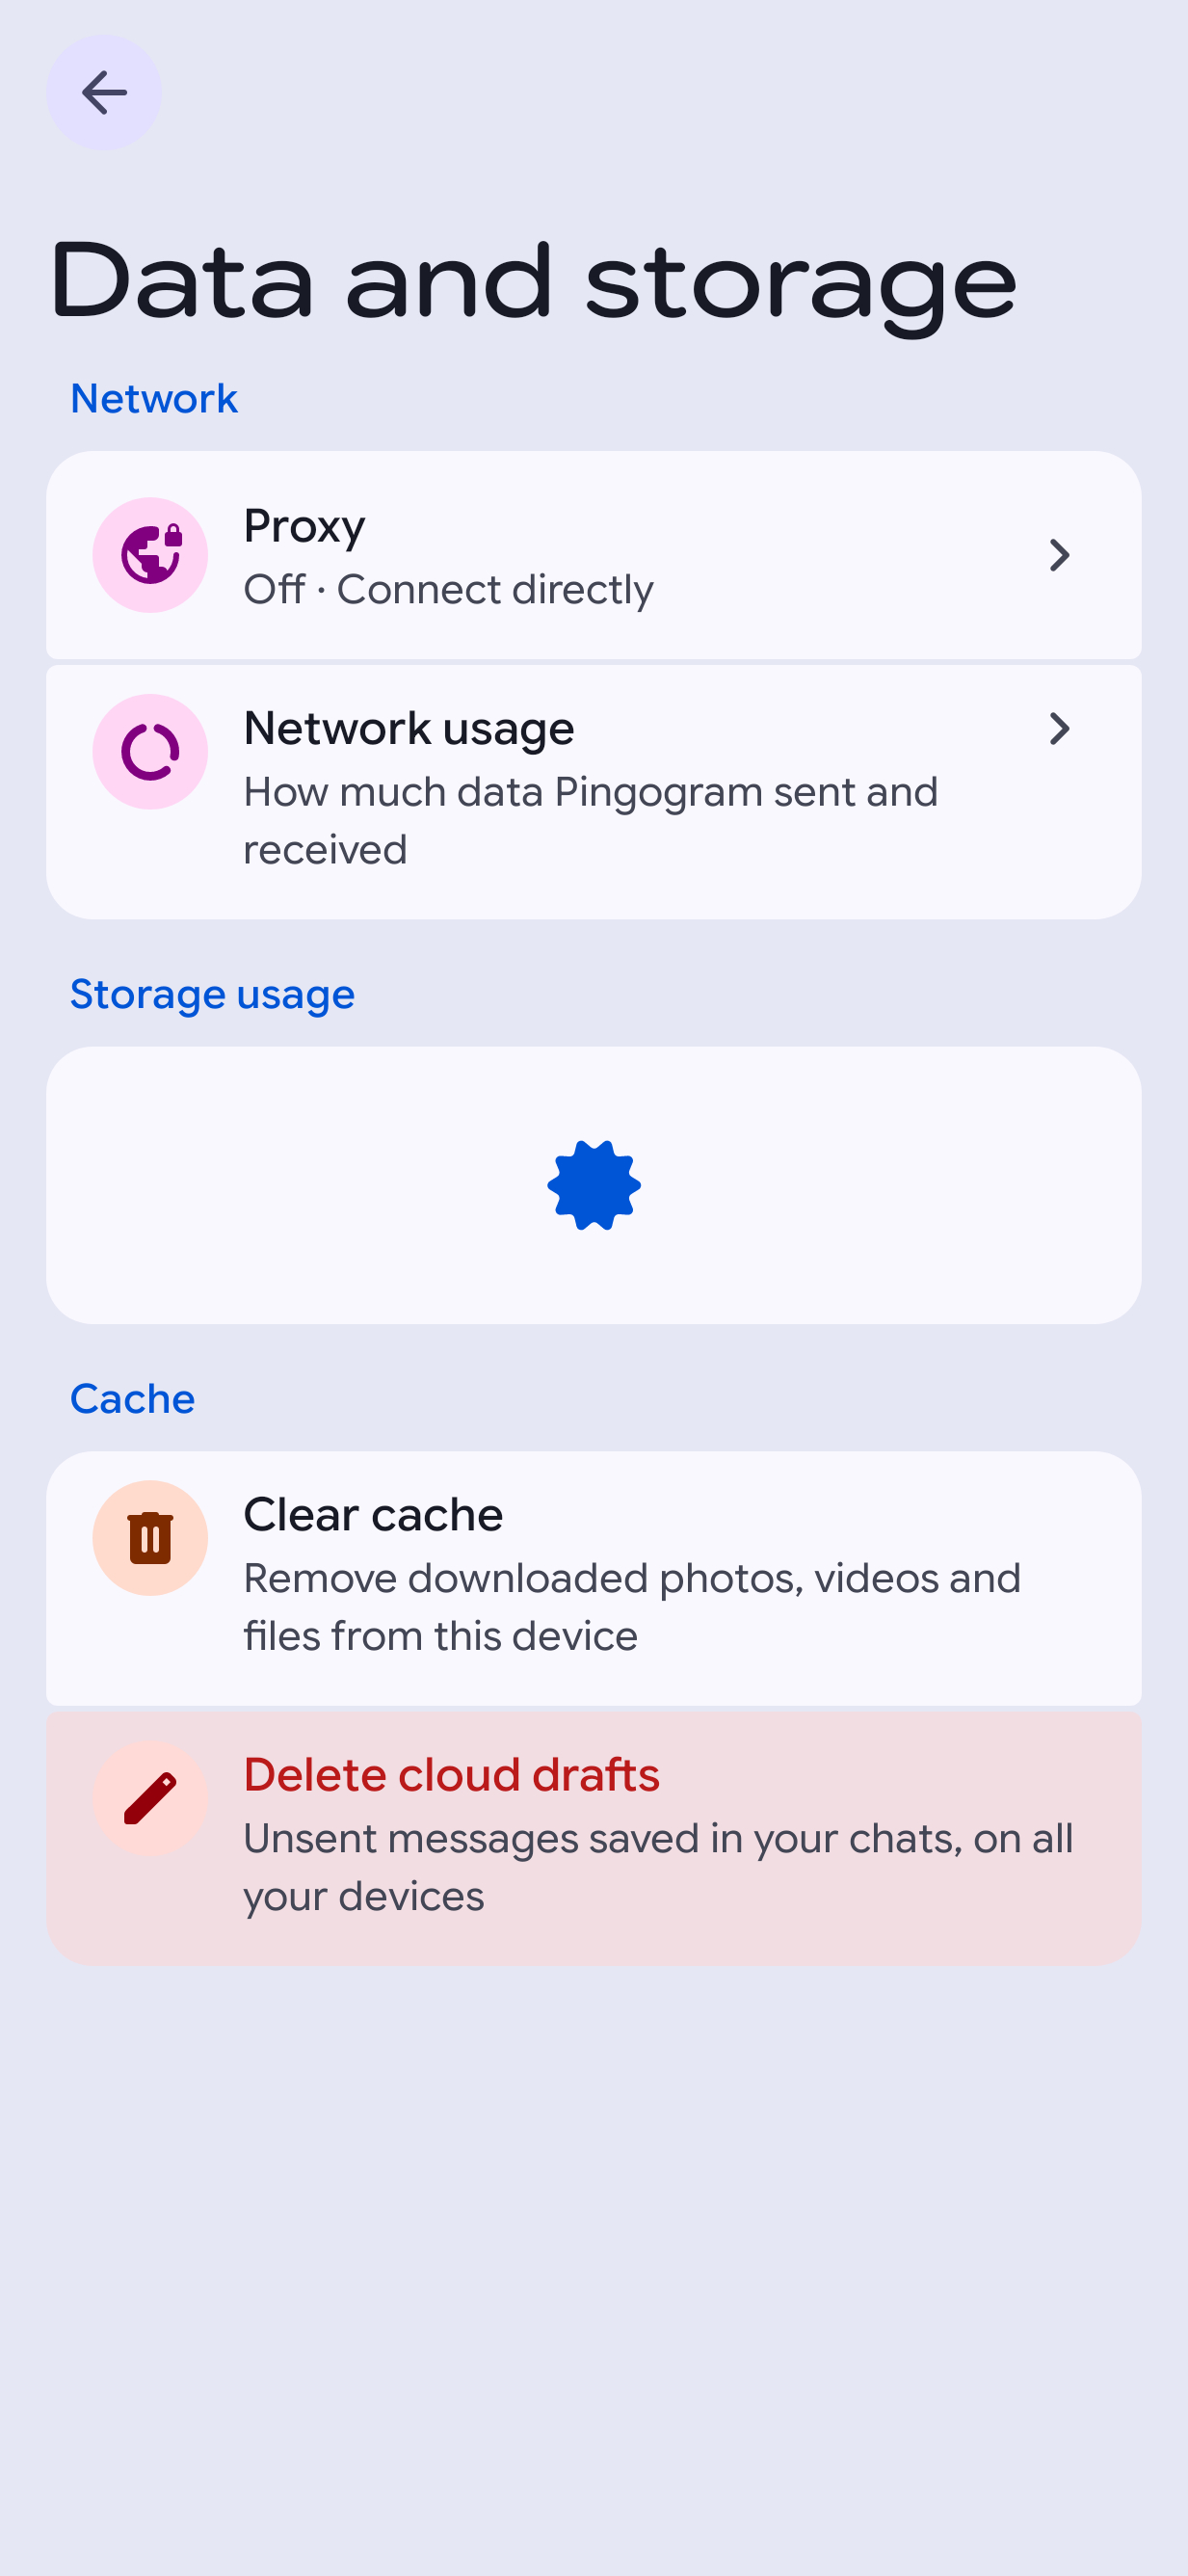 Data and storage
Network
Proxy
Off · Connect directly
Network usage
How much data Pingogram sent and
received
Storage usage
Cache
Clear cache
Remove downloaded photos, videos and
files from this device
Delete cloud drafts
Unsent messages saved in your chats, on all
your devices